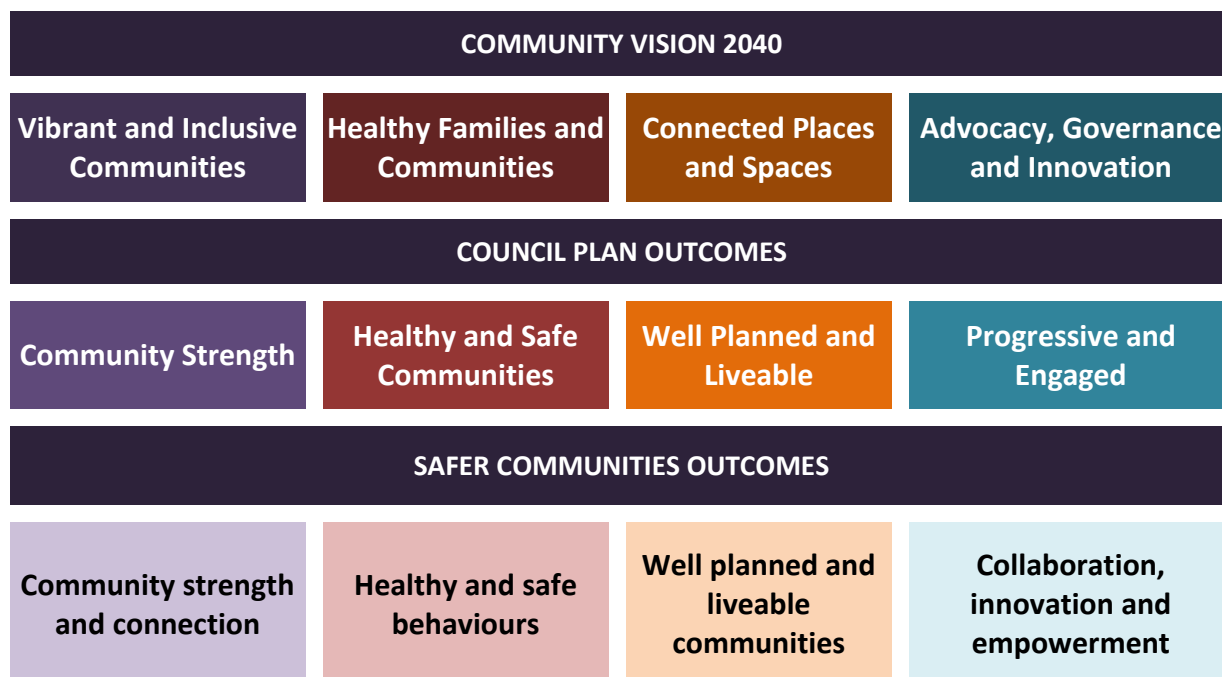 COMMUNITY VISION 2040
Vibrant and Inclusive
Communities
Healthy Families and
Communities
Connected Places
and Spaces
Advocacy, Governance
and Innovation
COUNCIL PLAN OUTCOMES
Community Strength
Healthy and Safe
Communities
Well Planned and
Liveable
Progressive and
Engaged
SAFER COMMUNITIES OUTCOMES
Community strength
and connection
Healthy and safe
behaviours
Well planned and
liveable
communities
Collaboration,
innovation and
empowerment